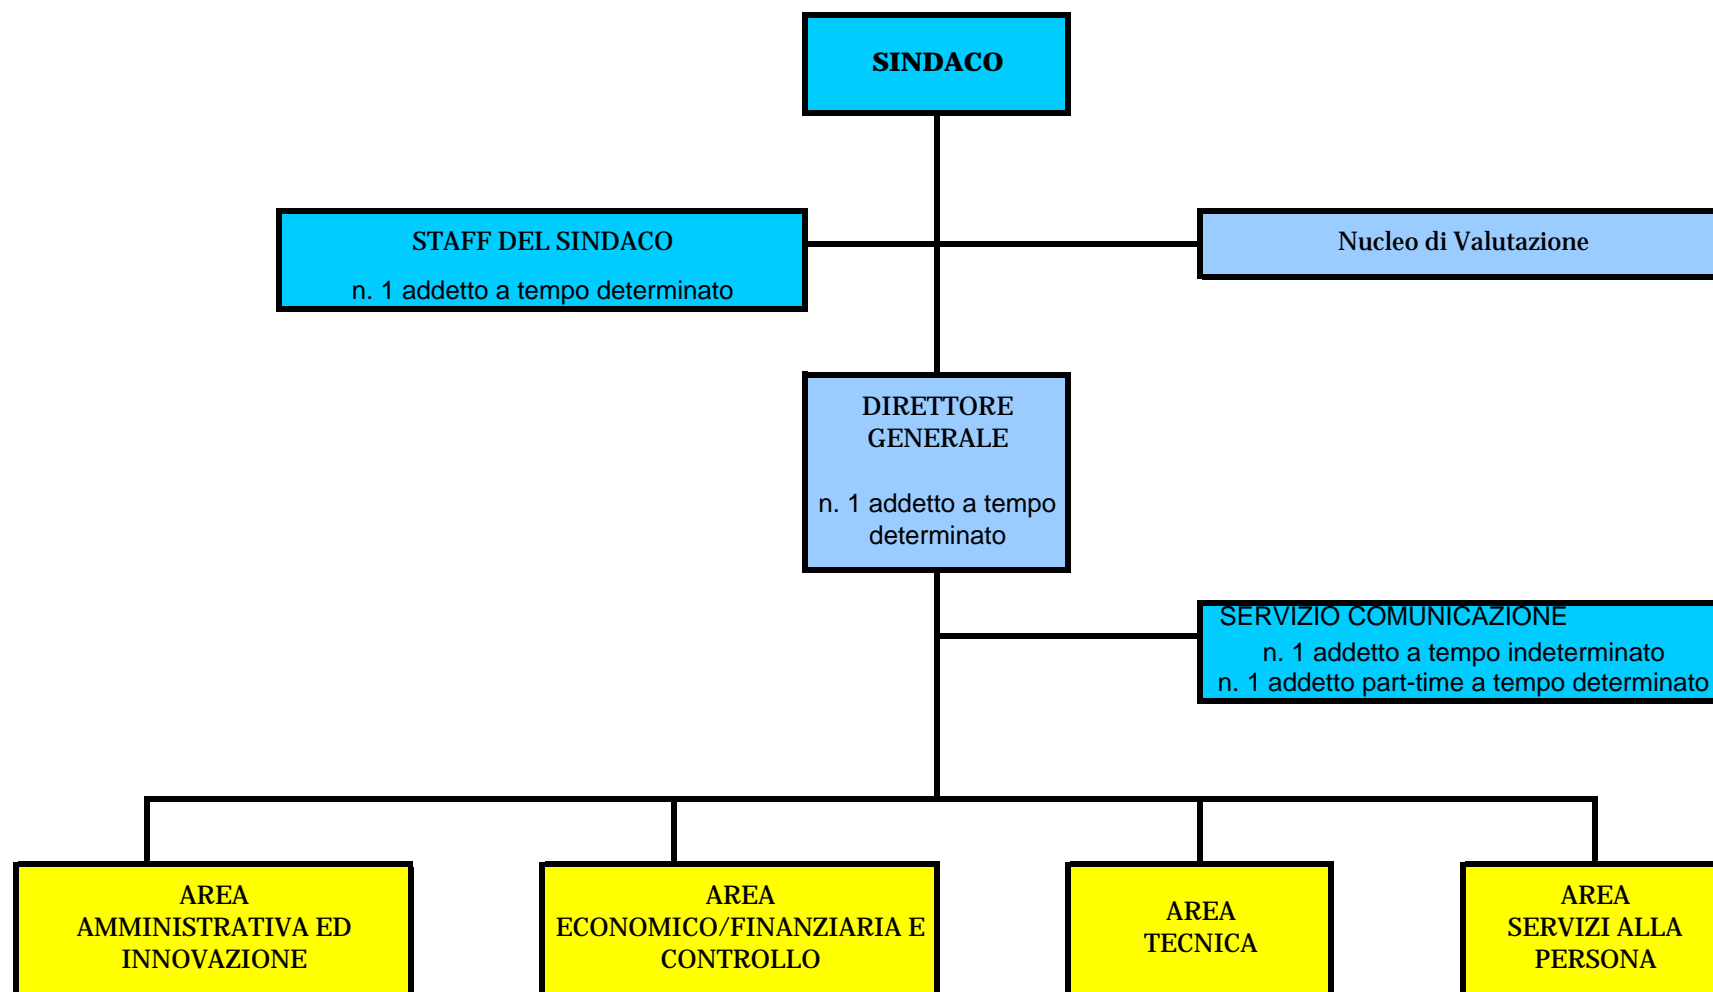 SINDACO
STAFF DEL SINDACO
n. 1 addetto a tempo determinato
Nucleo di Valutazione
DIRETTORE
GENERALE
n. 1 addetto a tempo
determinato
SERVIZIO COMUNICAZIONE
n. 1 addetto a tempo indeterminato
n. 1 addetto part-time a tempo determinato
AREA
AMMINISTRATIVA ED
INNOVAZIONE
AREA
ECONOMICO/FINANZIARIA E
CONTROLLO
AREA
TECNICA
AREA
SERVIZI ALLA
PERSONA